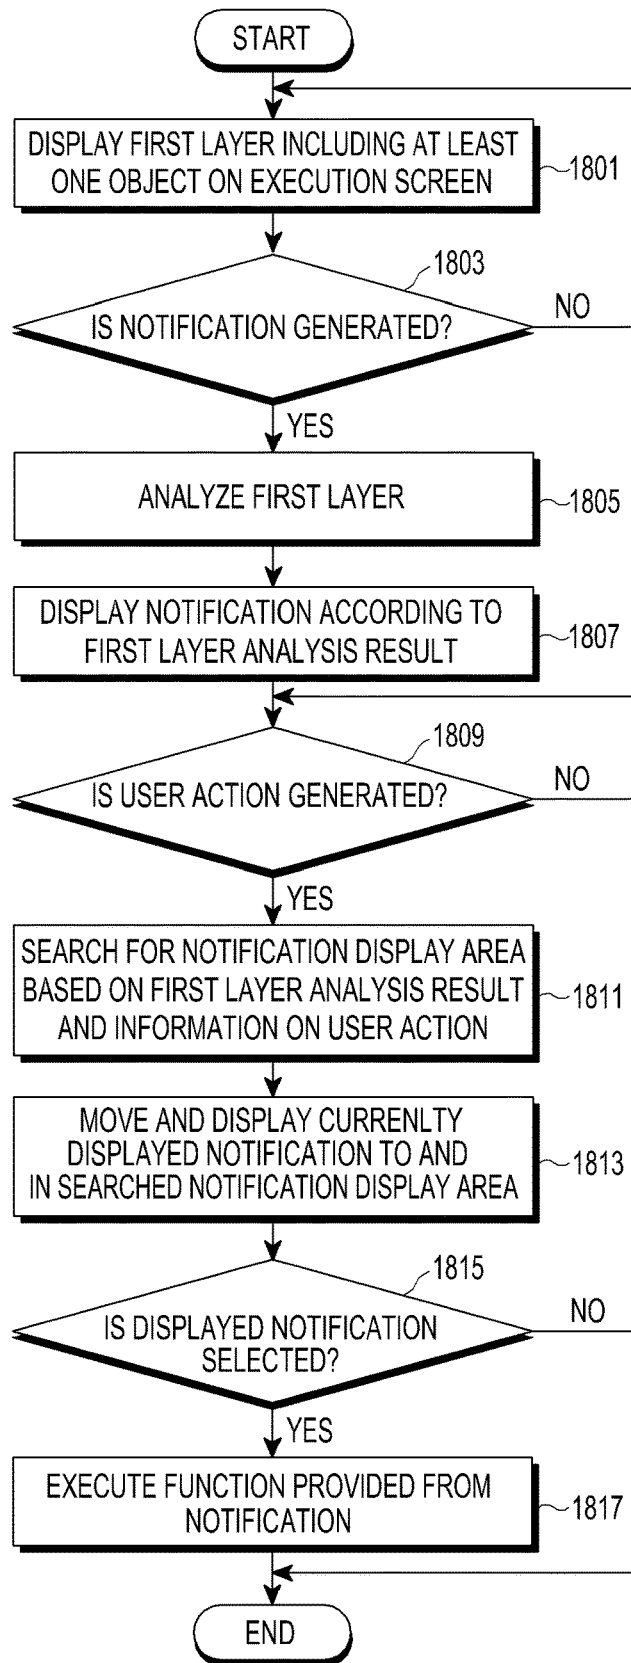 START
DISPLAY FIRST LAYER INCLUDING AT LEAST
ONE OBJECT ON EXECUTION SCREEN
1801
1803
IS NOTIFICATION GENERATED?
NO
YES
ANALYZE FIRST LAYER
1805
DISPLAY NOTIFICATION ACCORDING TO
FIRST LAYER ANALYSIS RESULT
1807
1809
IS USER ACTION GENERATED?
NO
YES
SEARCH FOR NOTIFICATION DISPLAY AREA
BASED ON FIRST LAYER ANALYSIS RESULT
AND INFORMATION ON USER ACTION
1811
MOVE AND DISPLAY CURRENLTY
DISPLAYED NOTIFICATION TO AND
IN SEARCHED NOTIFICATION DISPLAY AREA
1813
1815
IS DISPLAYED NOTIFICATION
SELECTED?
NO
YES
EXECUTE FUNCTION PROVIDED FROM
NOTIFICATION
1817
END